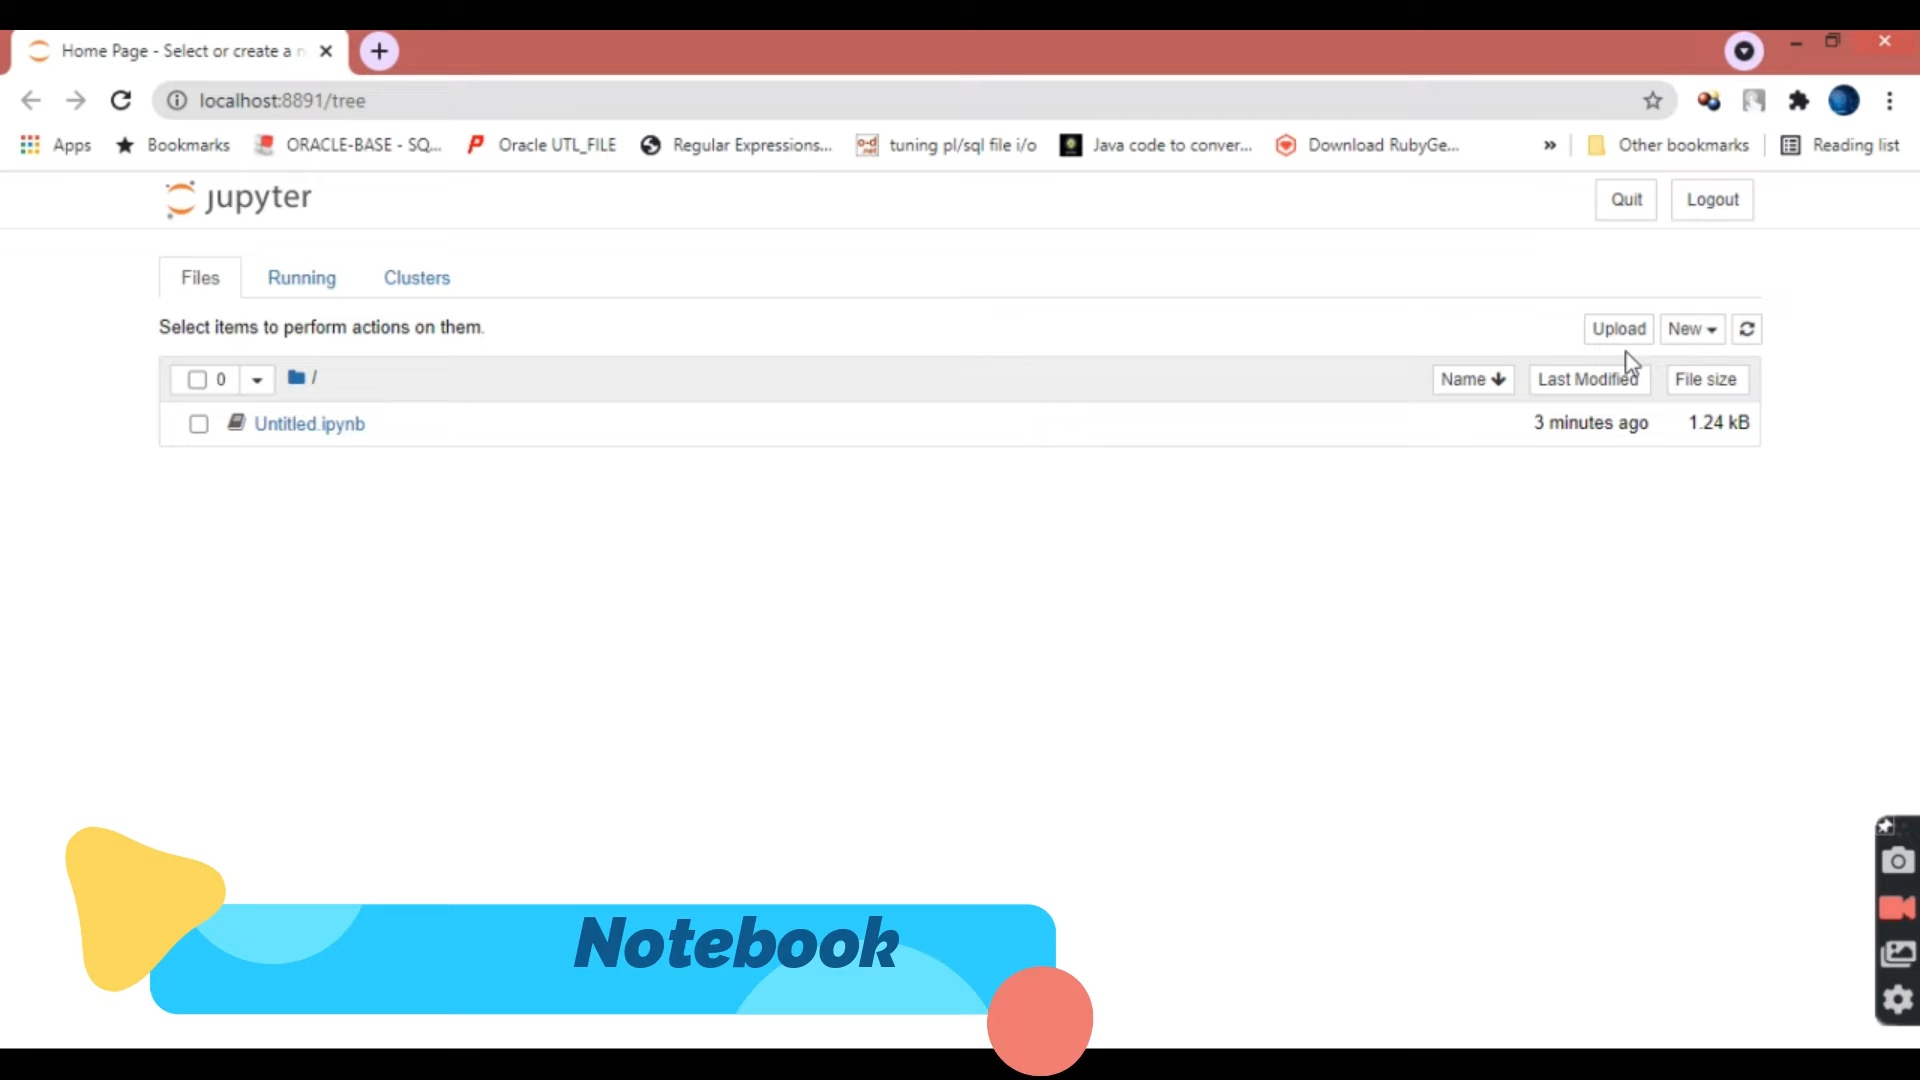 Home Page - Select or create a n
localhost:8891/tree
Apps
Bookmarks
ORACLE-BASE - SQ...
Oracle UTL_FILE
Regular Expressions...
tuning pl/sql file i/o
Java code to conver...
Download RubyGe...
»
Other bookmarks
Reading list
jupyter
Quit
Logout
Files
Running
Clusters
Select items to perform actions on them.
Upload
New
0
/
Name
Last Modified
File size
Untitled.ipynb
3 minutes ago
1.24 kB
Notebook